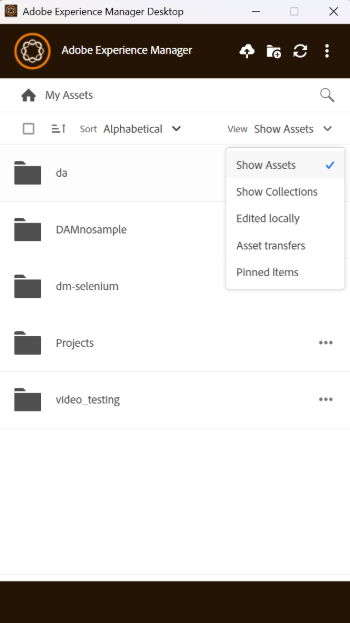 Adobe Experience Manager Desktop
Adobe Experience Manager
My Assets
Sort Alphabetical View Show Assets
da
Show Assets
Show Collections
DAMnosample
Edited locally
Asset transfers
Pinned Items
dm-selenium
Projects
video_testing